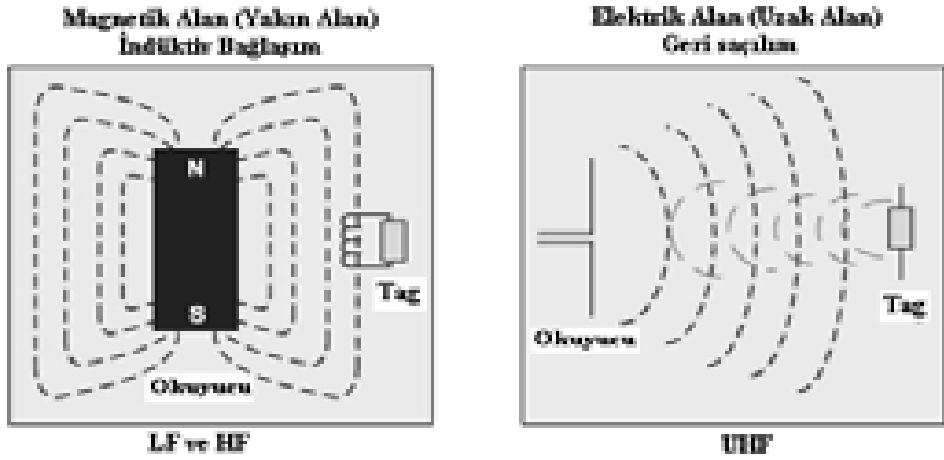 Magnetik Alan (Yakın Alan)
İndüktiv Bağlaşım
N
S
Tag
Okuyucu
LF ve HF
Elektrik Alan (Uzak Alan)
Geri saçılım
Okuyucu
Tag
UHF